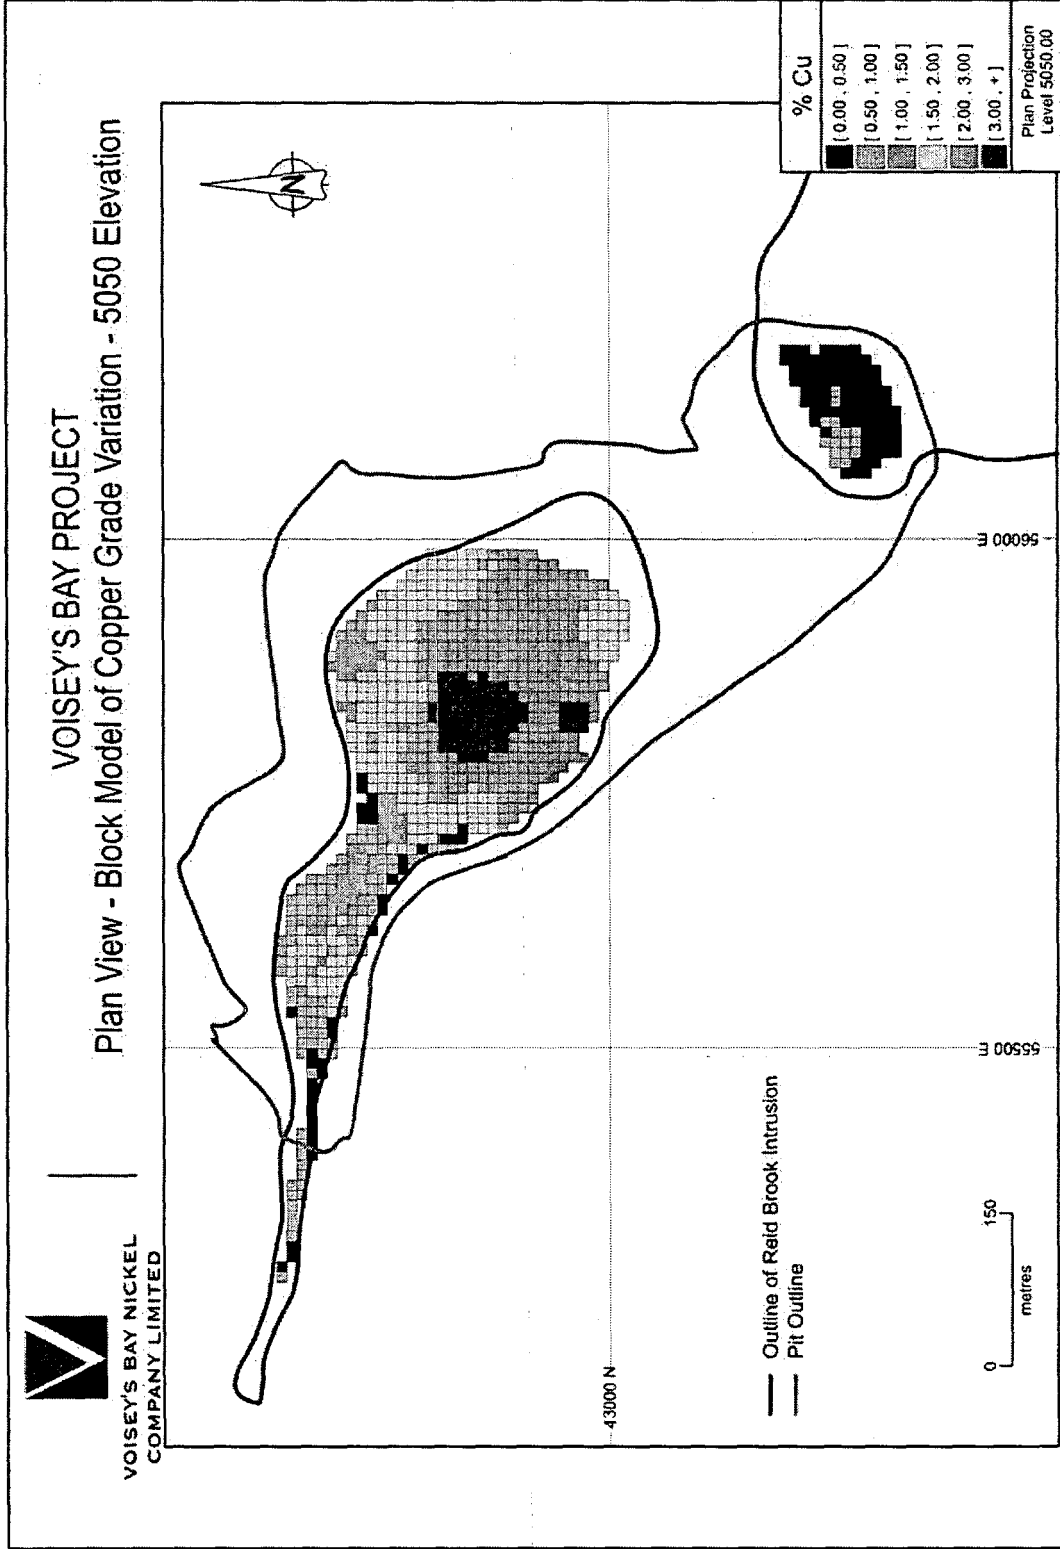 VOISEY'S BAY NICKEL
COMPANY LIMITED
VOISEY'S BAY PROJECT
Plan View - Block Model of Copper Grade Variation - 5050 Elevation
N
43000 N
55500 E
56000 E
Outline of Reid Brook Intrusion
Pit Outline
0 150
metres
% Cu
[ 0.00 , 0.50 ]
[ 0.50 , 1.00 ]
[ 1.00 , 1.50 ]
[ 1.50 , 2.00 ]
[ 2.00 , 3.00 ]
[ 3.00 , + ]
Plan Projection
Level 5050.00